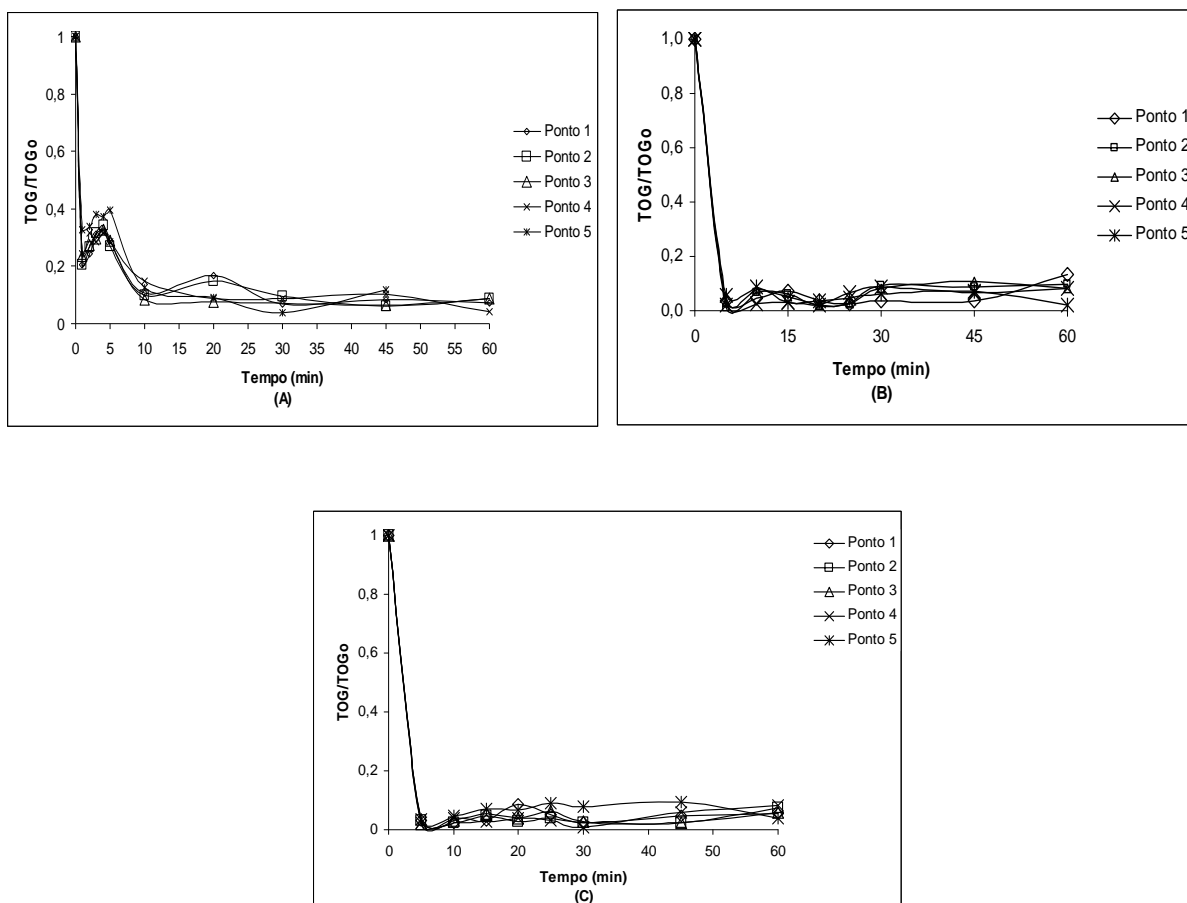 1
0,8
0,6
0,4
0,2
0
TOG/TOGo
0 5 10 15 20 25 30 35 40 45 50 55 60
Tempo (min)
(A)
Ponto 1
Ponto 2
Ponto 3
Ponto 4
Ponto 5
1,0
0,8
0,6
0,4
0,2
0,0
TOG/TOGo
0 15 30 45 60
Tempo (min)
(B)
Ponto 1
Ponto 2
Ponto 3
Ponto 4
Ponto 5
1
0,8
0,6
0,4
0,2
0
TOG/TOGo
0 10 20 30 40 50 60
Tempo (min)
(C)
Ponto 1
Ponto 2
Ponto 3
Ponto 4
Ponto 5